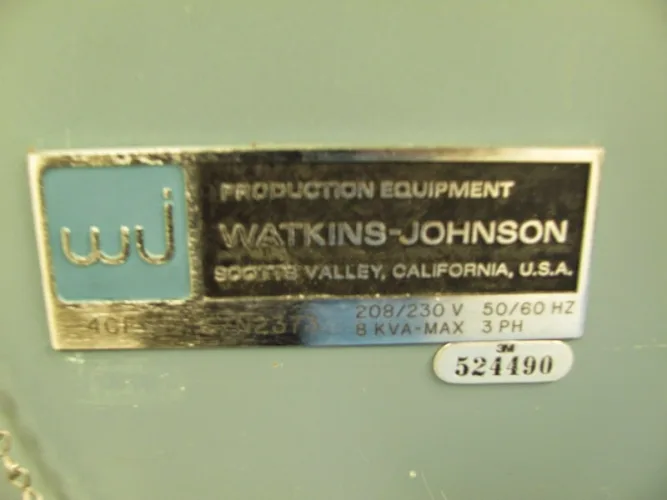 wj
PRODUCTION EQUIPMENT
WATKINS-JOHNSON
SCOTTS VALLEY, CALIFORNIA, U.S.A.
208/230 V 50/60 HZ
8 KVA-MAX 3 PH
3M
524490